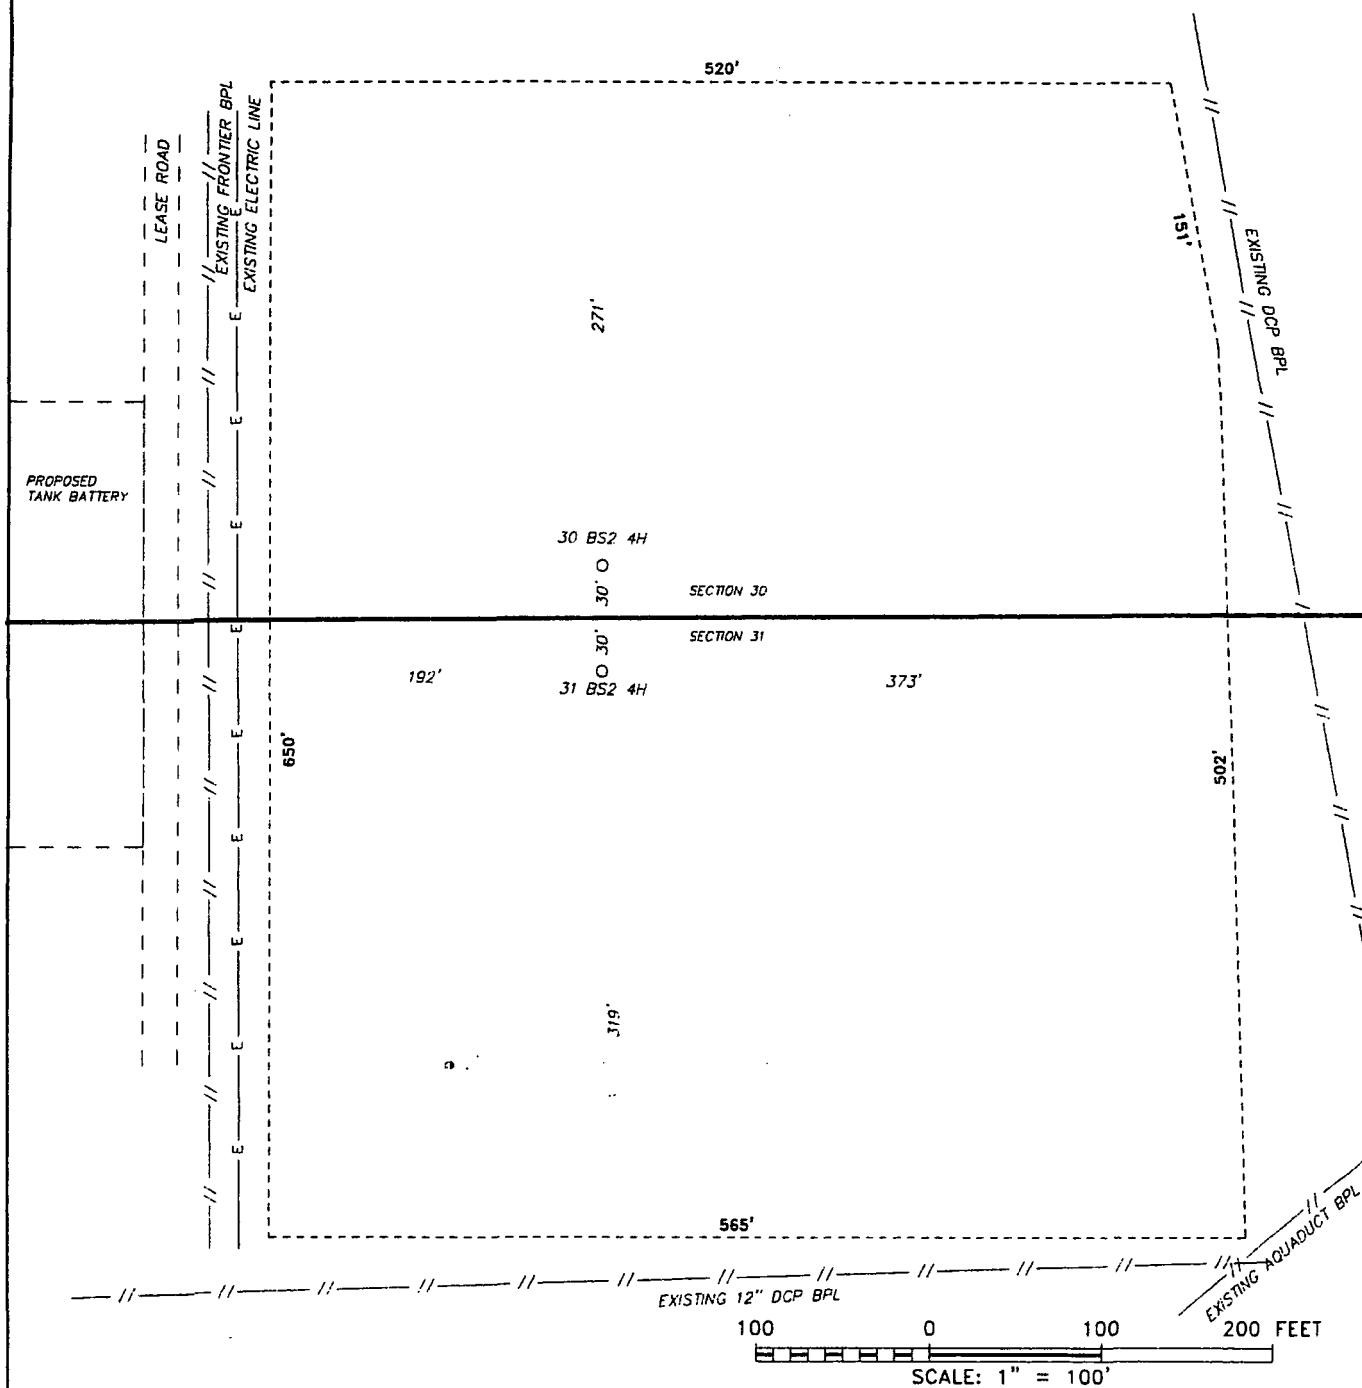 520'
EXISTING FRONTIER BPL
EXISTING ELECTRIC LINE
LEASE ROAD
151'
EXISTING DCP BPL
271'
PROPOSED
TANK BATTERY
30 BS2 4H
30'
SECTION 30
SECTION 31
30'
192'
31 BS2 4H
373'
650'
502'
319'
565'
EXISTING 12" DCP BPL
EXISTING AQUADUCT BPL
100 0 100 200 FEET
SCALE: 1" = 100'
E
E
E
E
E
E
E
E
E
E